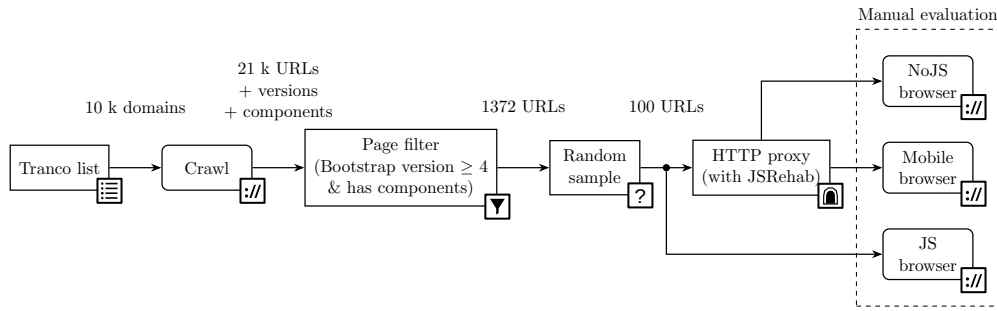 Manual evaluation
21 k URLs
+ versions
+ components
10 k domains
1372 URLs
100 URLs
Tranco list
Crawl
://
Page filter
(Bootstrap version ≥ 4
& has components)
Random
sample
?
HTTP proxy
(with JSRehab)
NoJS
browser
://
Mobile
browser
://
JS
browser
://